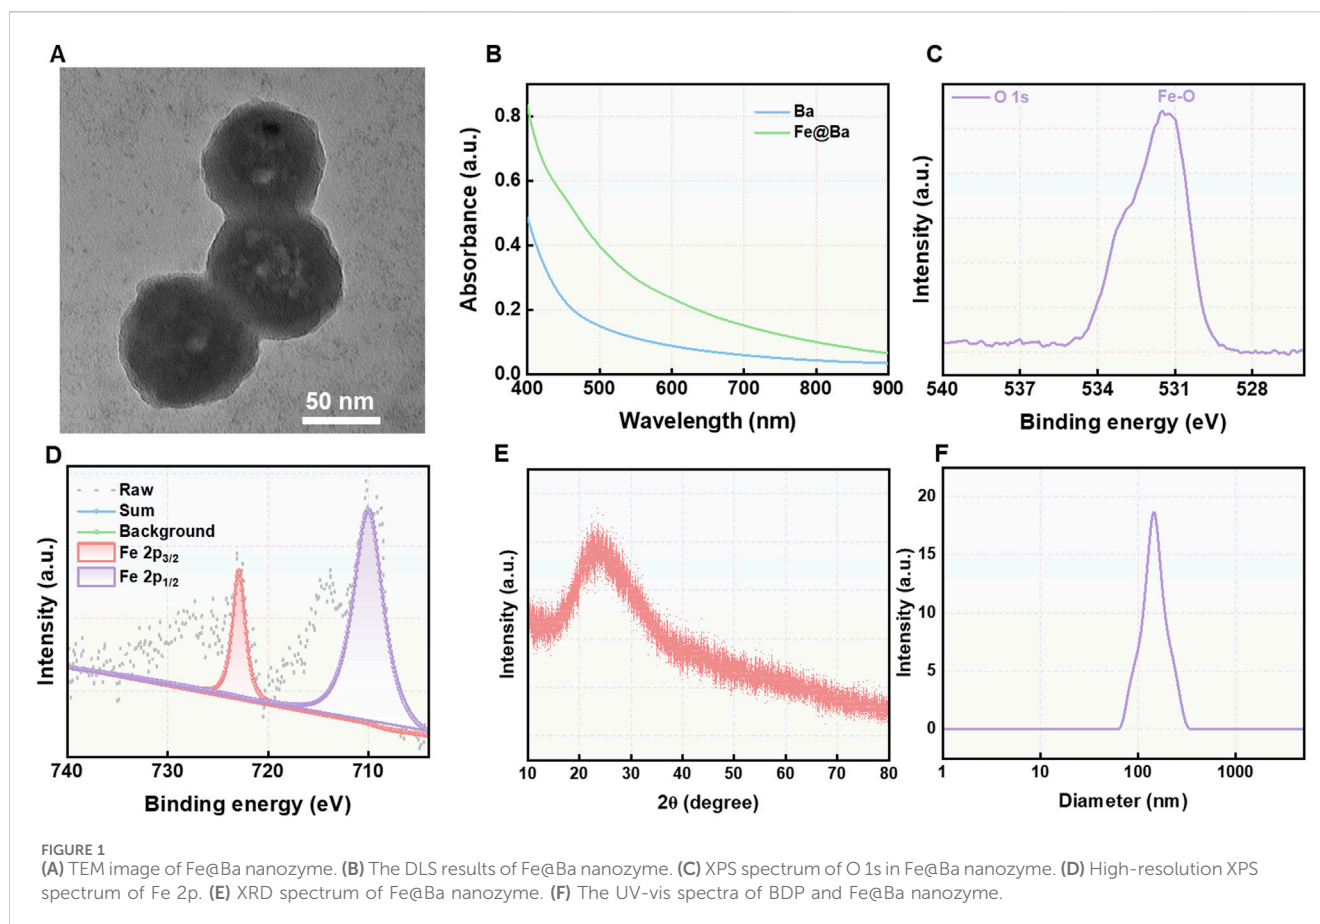 A
50 nm
B
Ba
Fe@Ba
0.8
0.6
0.4
0.2
0.0
400 500 600 700 800 900
Absorbance (a.u.)
Wavelength (nm)
C
O 1s
Fe-O
540 537 534 531 528
Intensity (a.u.)
Binding energy (eV)
D
Raw
Sum
Background
Fe 2p3/2
Fe 2p1/2
740 730 720 710
Intensity (a.u.)
Binding energy (eV)
E
10 20 30 40 50 60 70 80
Intensity (a.u.)
2θ (degree)
F
20
15
10
5
0
1 10 100 1000
Intensity (a.u.)
Diameter (nm)
FIGURE 1
(A) TEM image of Fe@Ba nanozyme. (B) The DLS results of Fe@Ba nanozyme. (C) XPS spectrum of O 1s in Fe@Ba nanozyme. (D) High-resolution XPS
spectrum of Fe 2p. (E) XRD spectrum of Fe@Ba nanozyme. (F) The UV-vis spectra of BDP and Fe@Ba nanozyme.